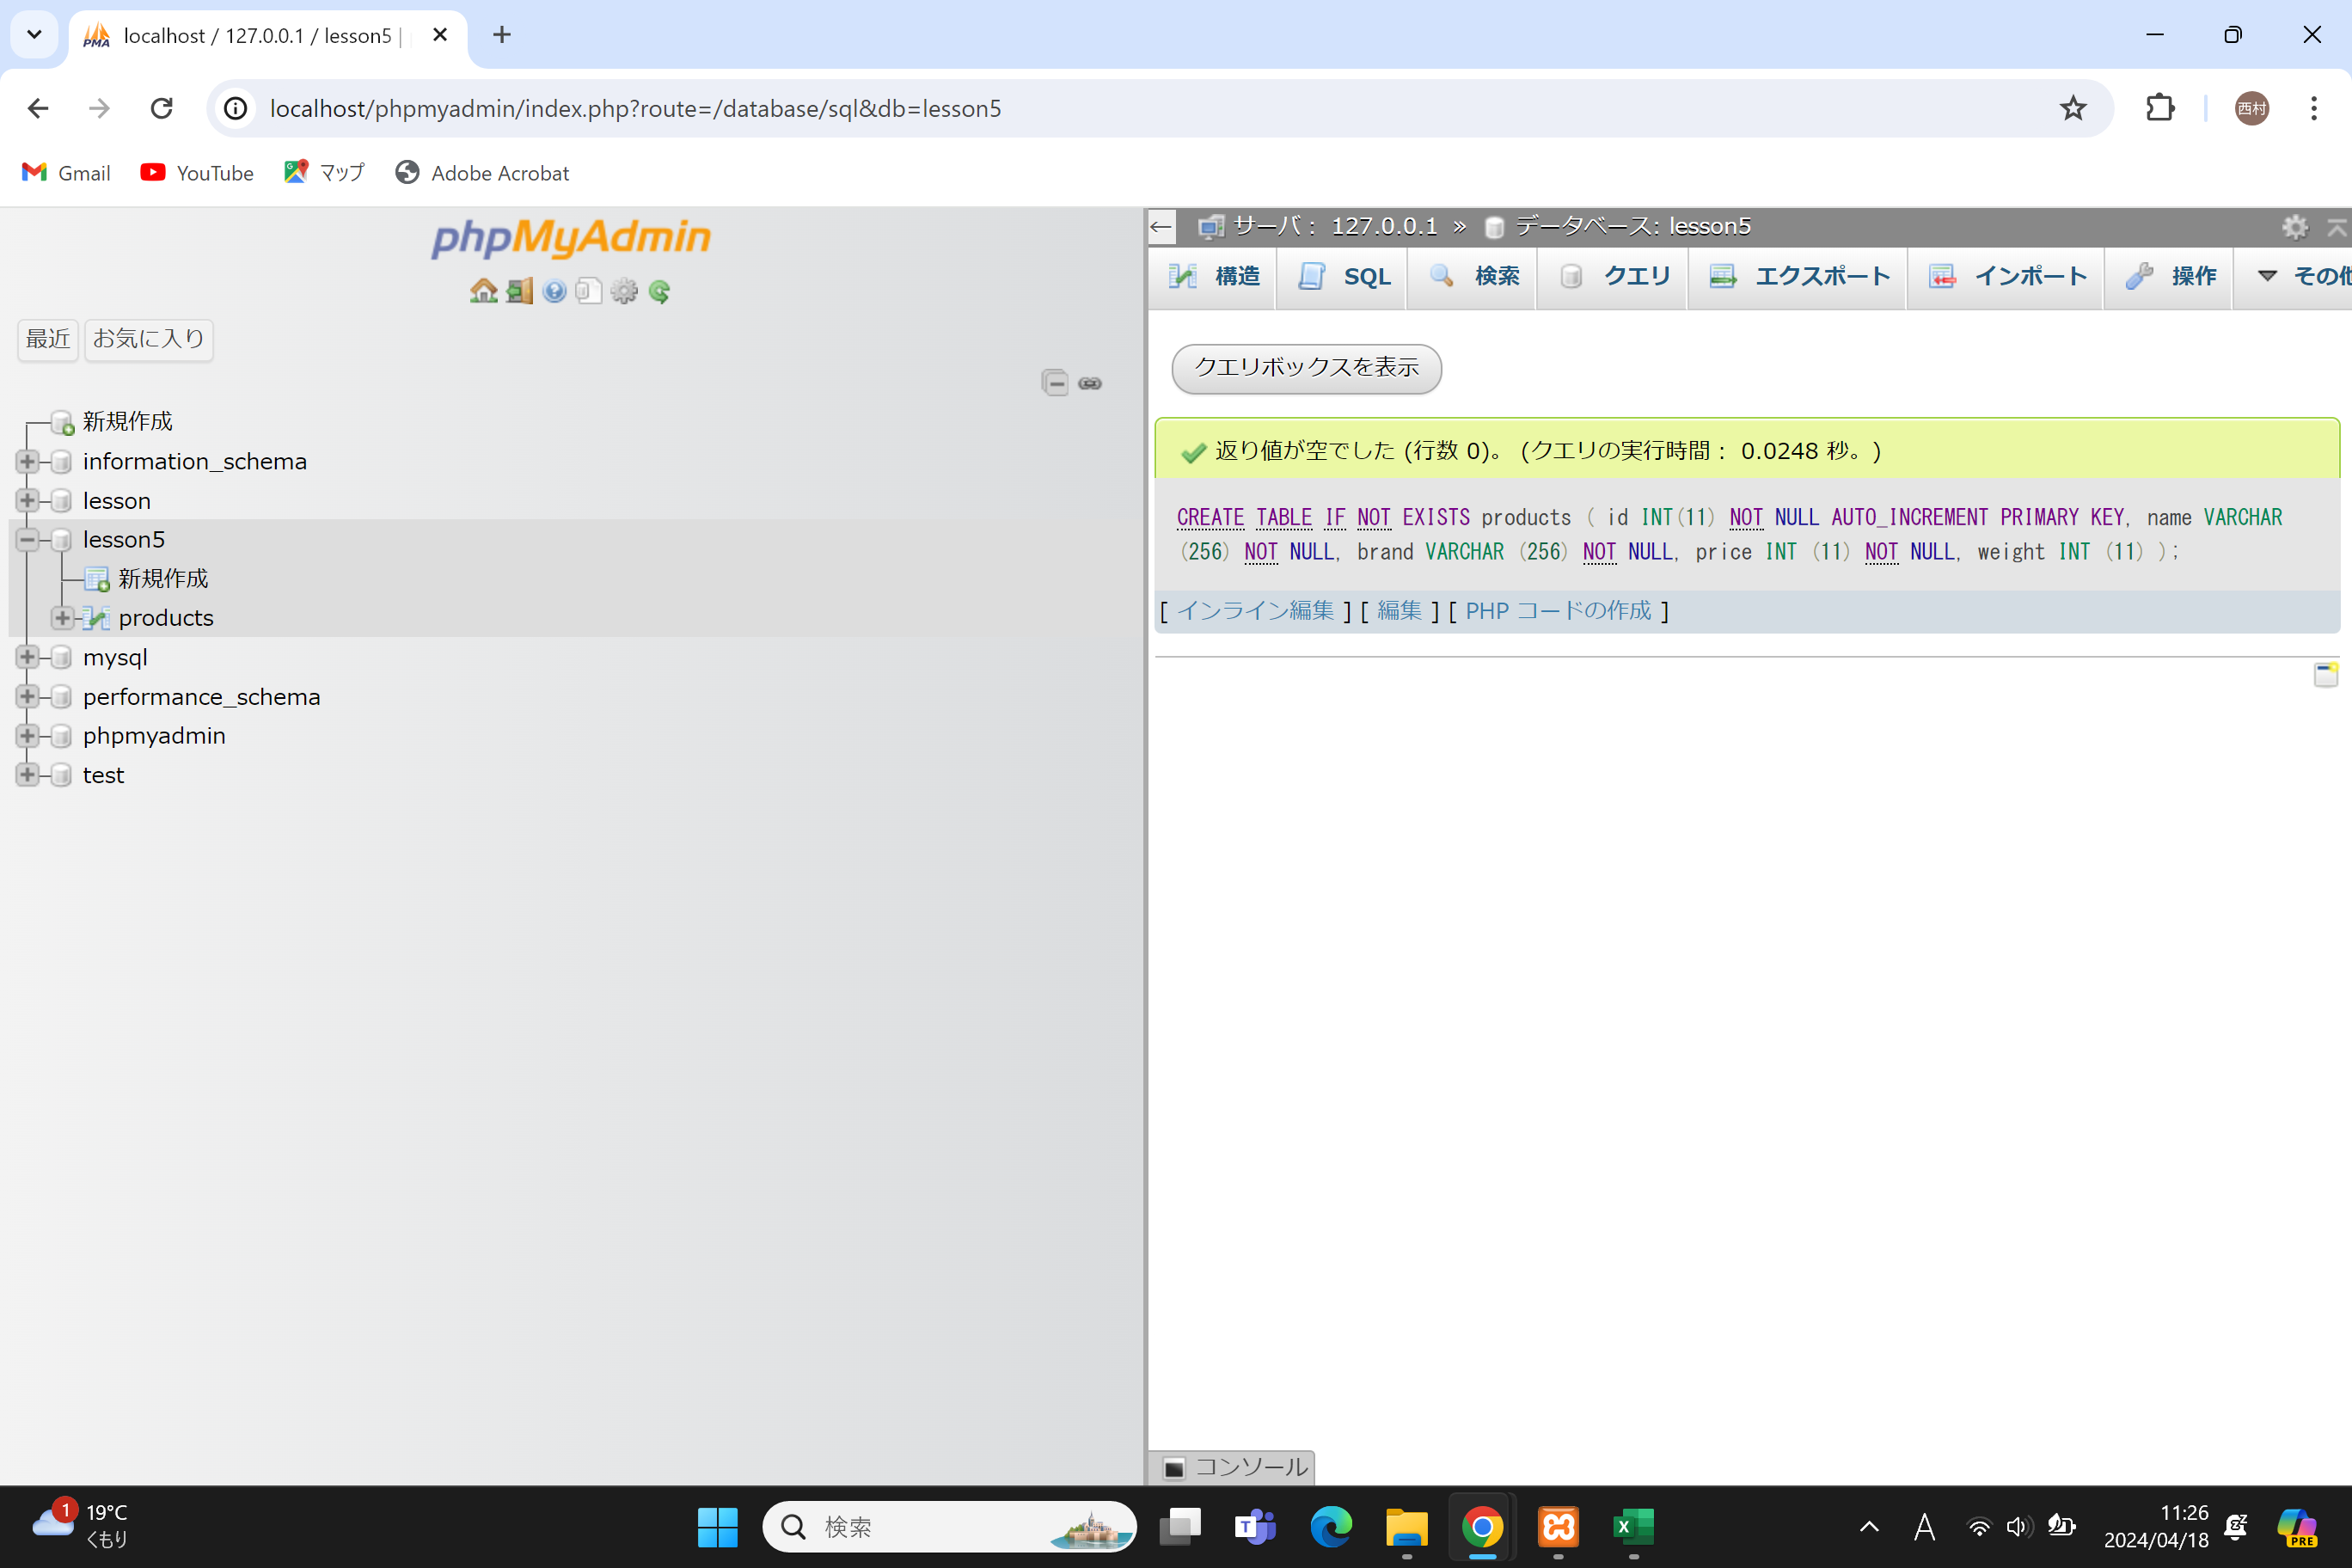 localhost / 127.0.0.1 / lesson5 |
localhost/phpmyadmin/index.php?route=/database/sql&db=lesson5
西村
Gmail
YouTube
マップ
Adobe Acrobat
phpMyAdmin
最近
お気に入り
新規作成
information_schema
lesson
lesson5
新規作成
products
mysql
performance_schema
phpmyadmin
test
サーバ： 127.0.0.1 » データベース: lesson5
構造
SQL
検索
クエリ
エクスポート
インポート
操作
その他
クエリボックスを表示
返り値が空でした (行数 0)。 (クエリの実行時間： 0.0248 秒。)
CREATE TABLE IF NOT EXISTS products ( id INT(11) NOT NULL AUTO_INCREMENT PRIMARY KEY, name VARCHAR
(256) NOT NULL, brand VARCHAR (256) NOT NULL, price INT (11) NOT NULL, weight INT (11) );
[ インライン編集 ] [ 編集 ] [ PHP コードの作成 ]
コンソール
1
19°C
くもり
検索
A
11:26
2024/04/18
PRE